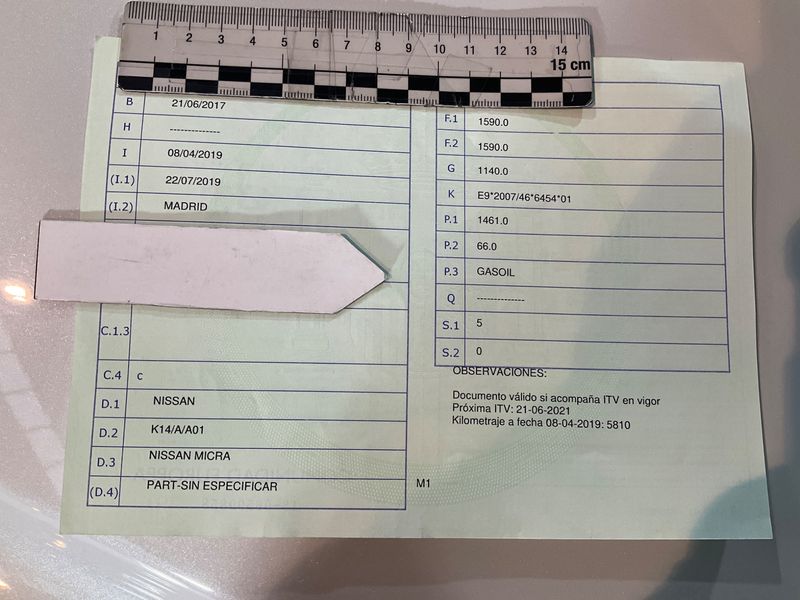 1 2 3 4 5 6 7 8 9 10 11 12 13 14
15 cm
B 21/06/2017
H --------------
I 08/04/2019
(I.1) 22/07/2019
(I.2) MADRID
C.1.3
C.4 c
D.1 NISSAN
D.2 K14/A/A01
D.3 NISSAN MICRA
(D.4) PART-SIN ESPECIFICAR
F.1 1590.0
F.2 1590.0
G 1140.0
K E9*2007/46*6454*01
P.1 1461.0
P.2 66.0
P.3 GASOIL
Q --------------
S.1 5
S.2 0
OBSERVACIONES:
Documento válido si acompaña ITV en vigor
Próxima ITV: 21-06-2021
Kilometraje a fecha 08-04-2019: 5810
M1